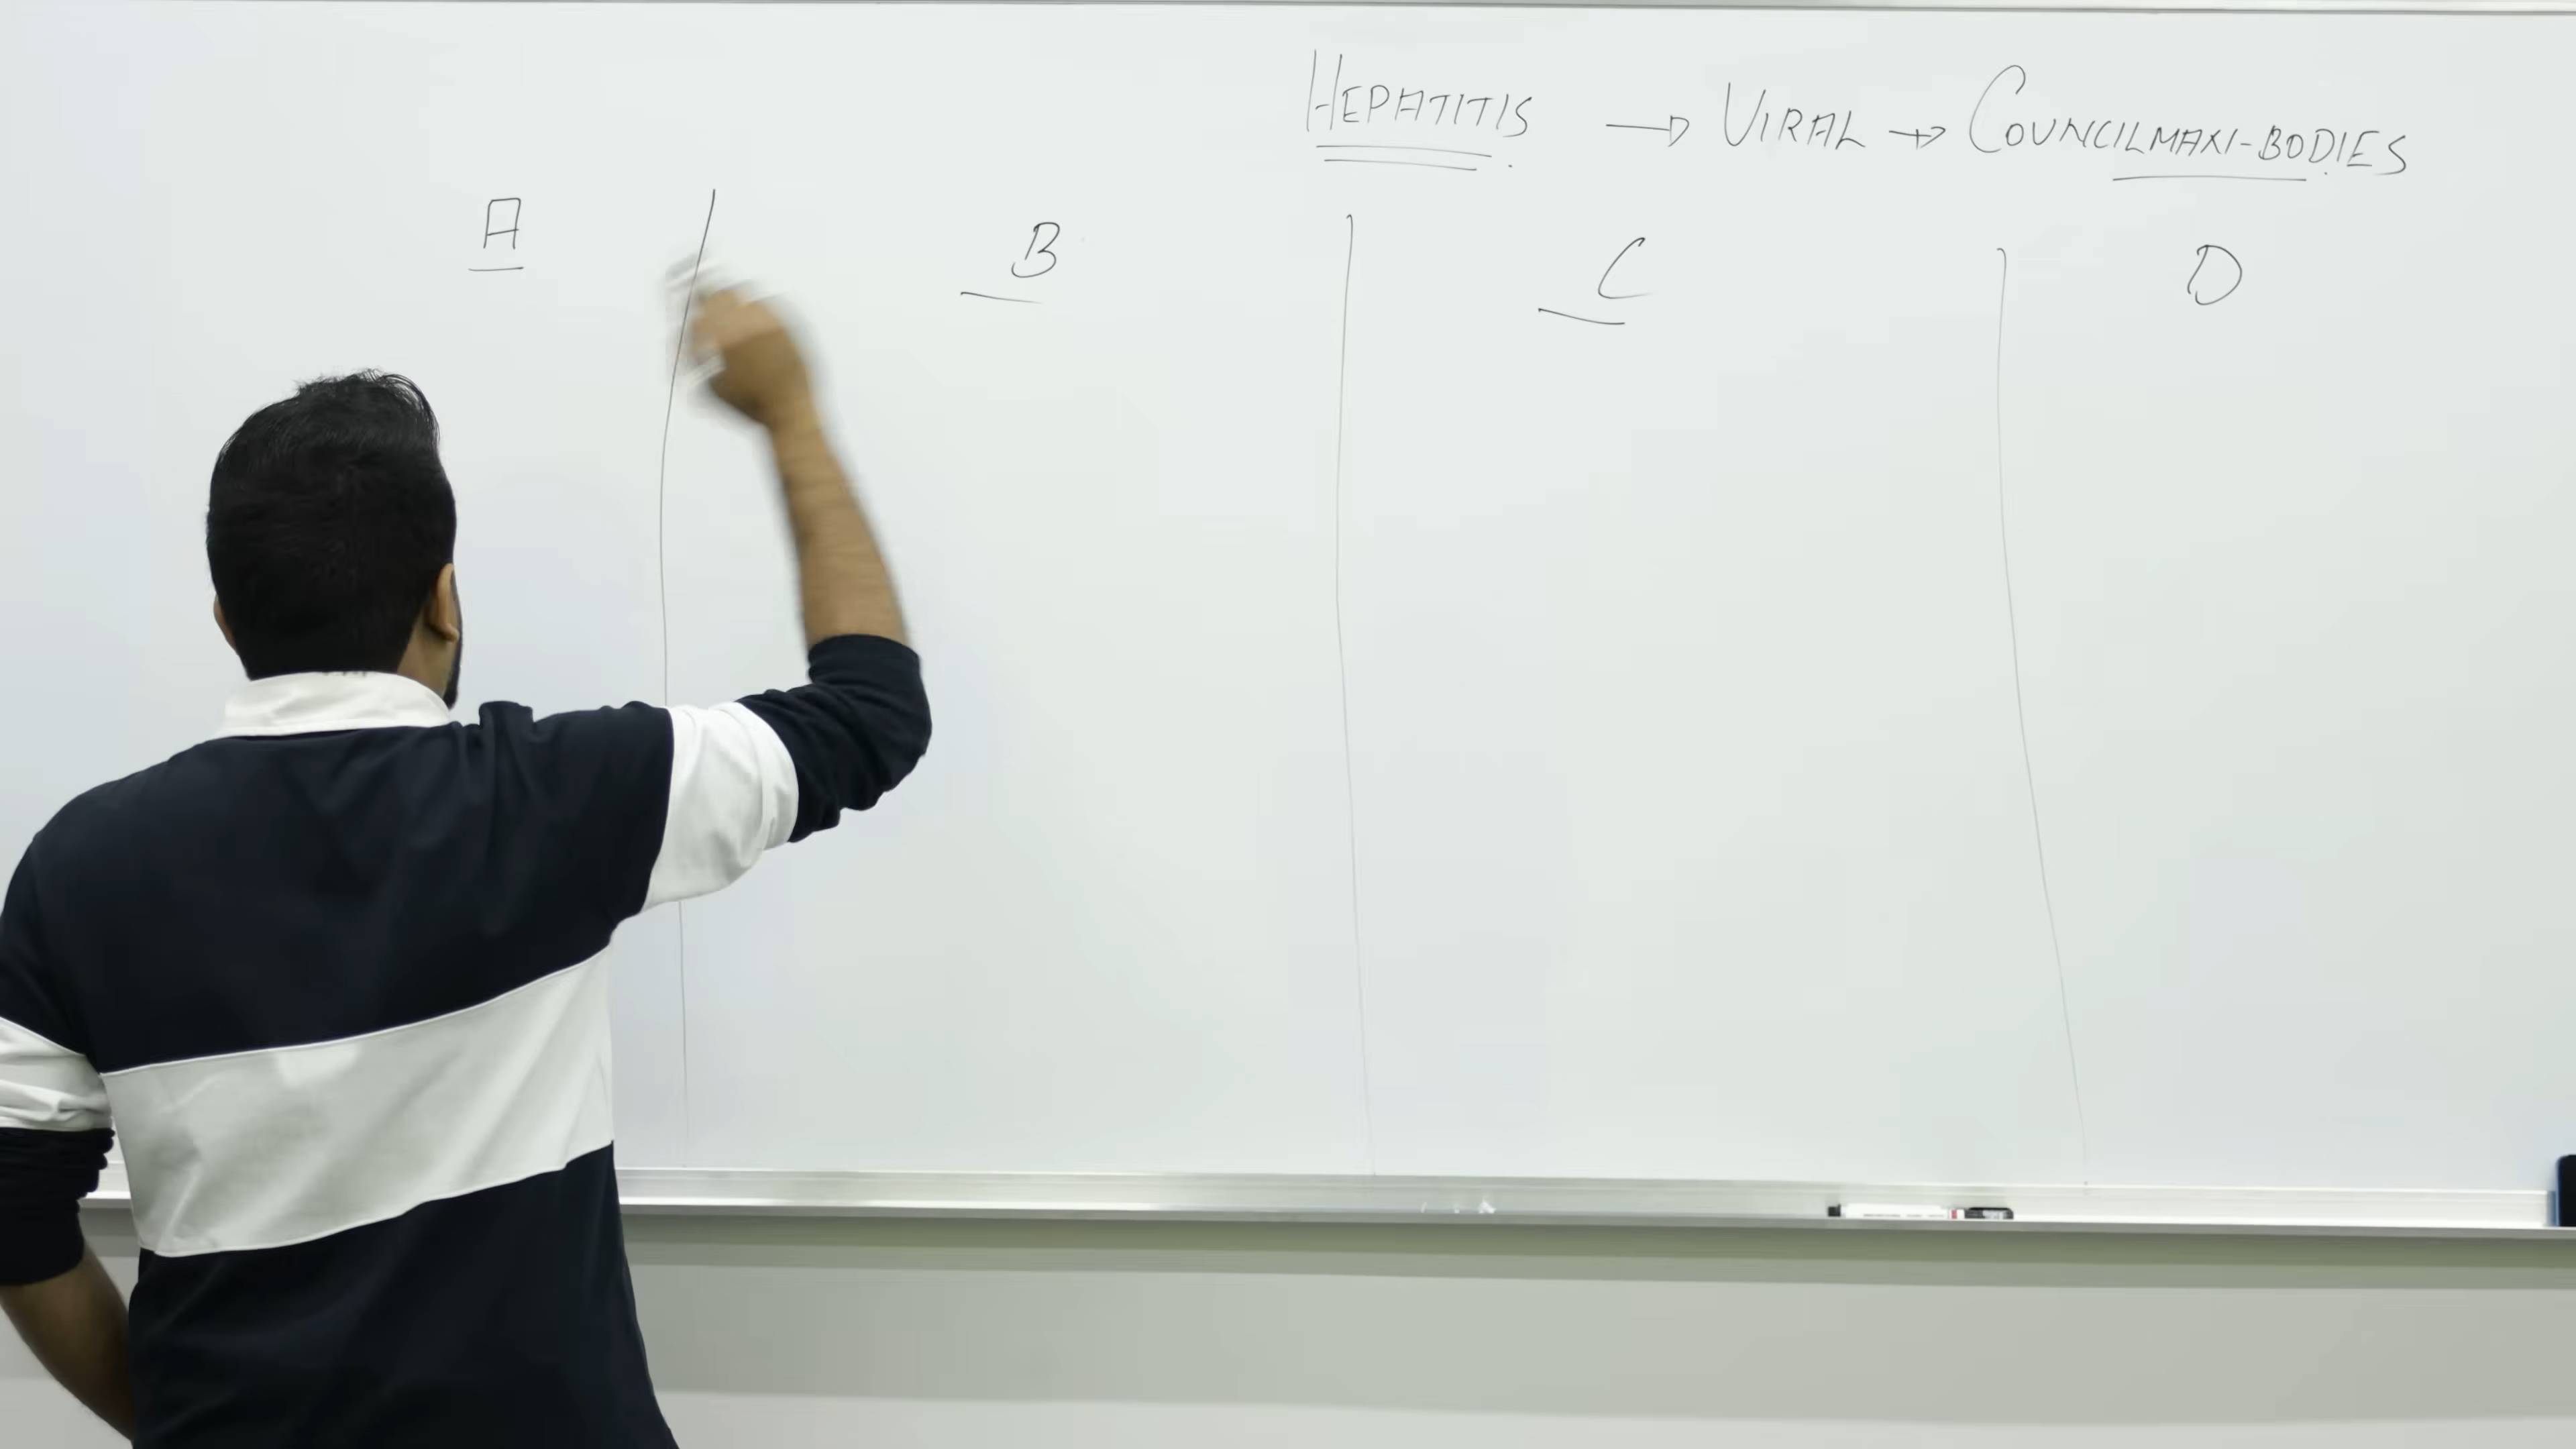 HEPATITIS → VIRAL → COUNCILMAXI-BODIES
A B C D